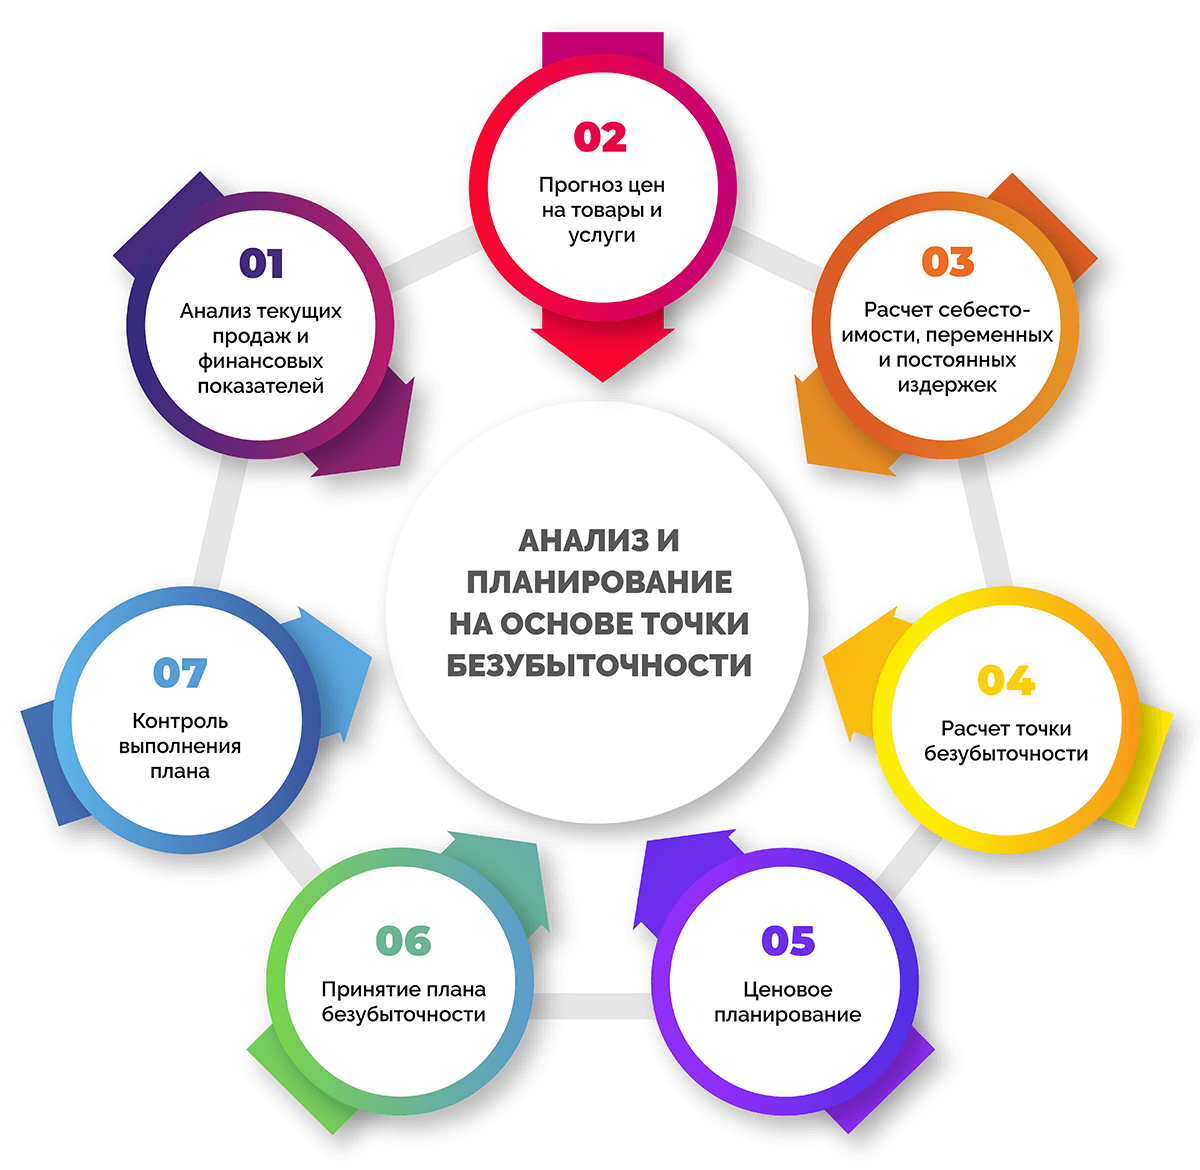 01
Анализ текущих
продаж и
финансовых
показателей
02
Прогноз цен
на товары и
услуги
03
Расчет себесто-
имости, переменных
и постоянных
издержек
АНАЛИЗ И
ПЛАНИРОВАНИЕ
НА ОСНОВЕ ТОЧКИ
БЕЗУБЫТОЧНОСТИ
04
Расчет точки
безубыточности
05
Ценовое
планирование
06
Принятие плана
безубыточности
07
Контроль
выполнения
плана